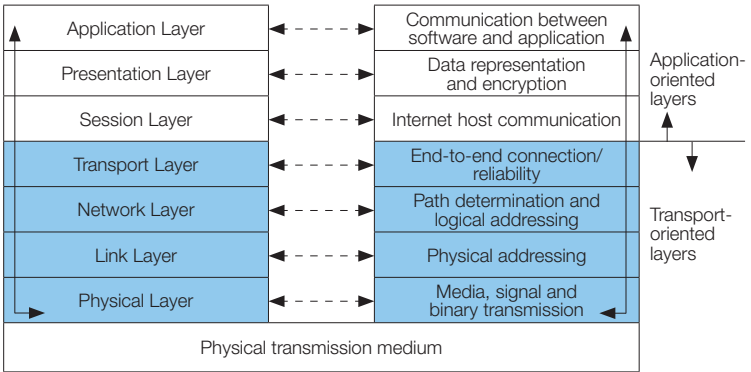 Application Layer
Communication between
software and application
Presentation Layer
Data representation
and encryption
Session Layer
Internet host communication
Application-
oriented
layers
Transport Layer
End-to-end connection/
reliability
Network Layer
Path determination and
logical addressing
Link Layer
Physical addressing
Physical Layer
Media, signal and
binary transmission
Transport-
oriented
layers
Physical transmission medium